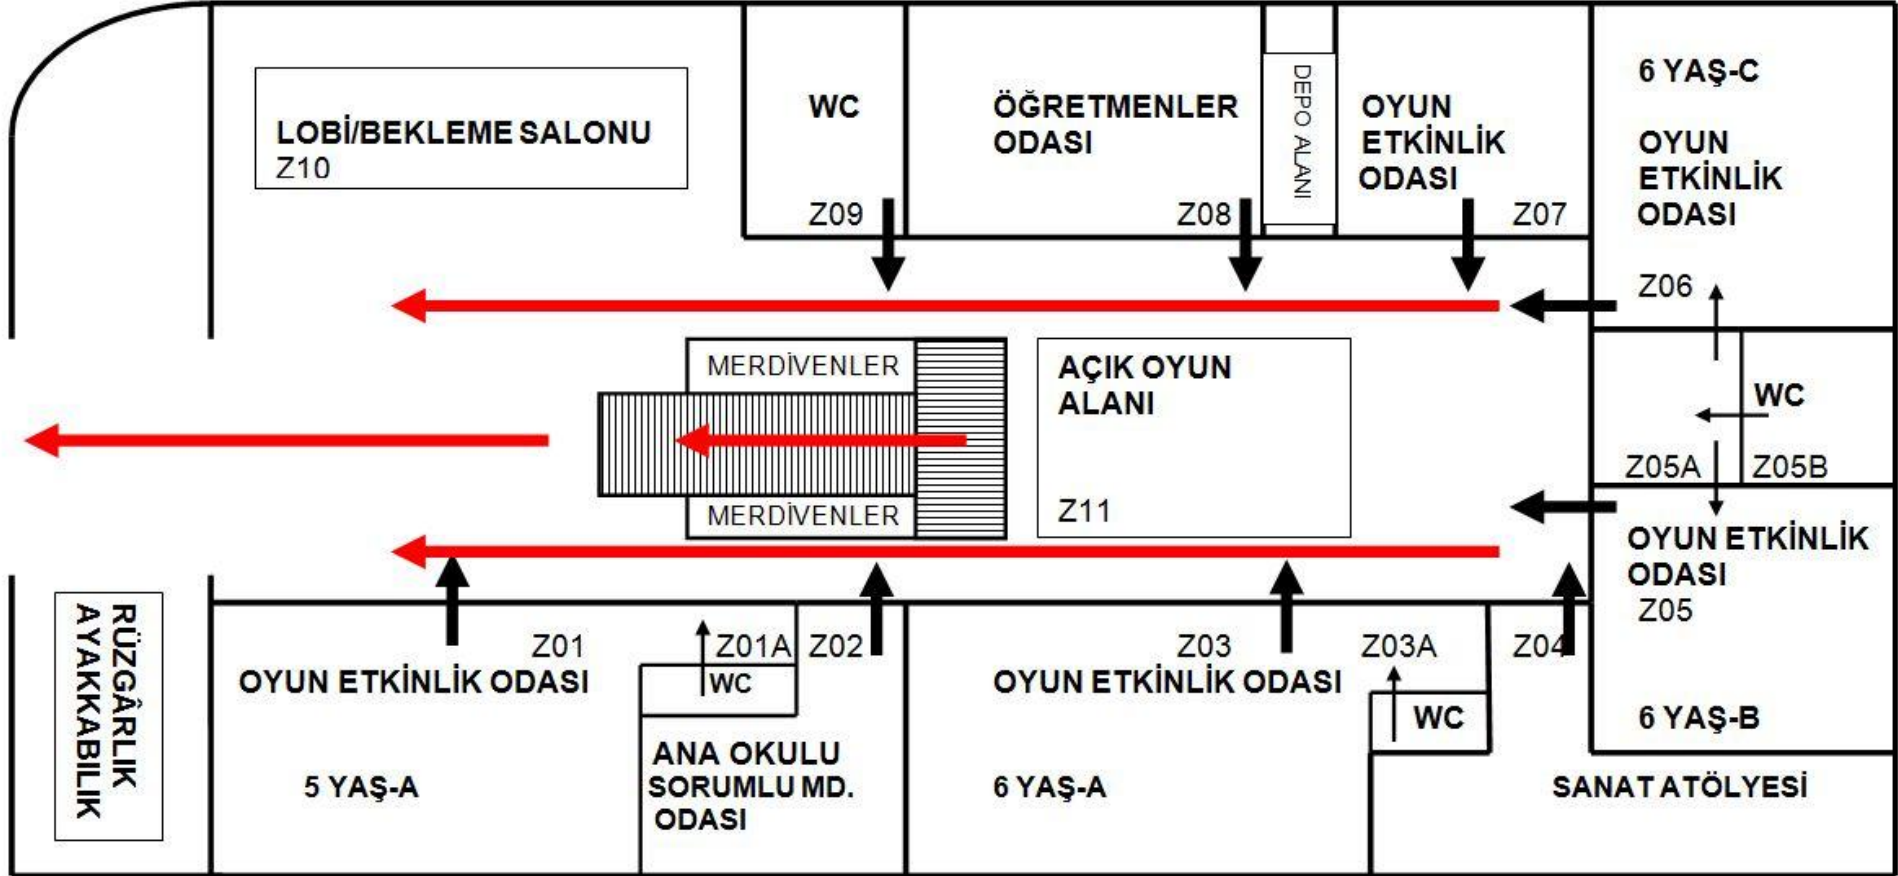 LOBİ/BEKLEME SALONU
Z10
WC
Z09
ÖĞRETMENLER
ODASI
Z08
DEPO ALANI
OYUN
ETKİNLİK
ODASI
Z07
6 YAŞ-C
OYUN
ETKİNLİK
ODASI
Z06
MERDİVENLER
MERDİVENLER
AÇIK OYUN
ALANI
Z11
WC
Z05A
Z05B
OYUN ETKİNLİK
ODASI
Z05
6 YAŞ-B
RÜZGÂRLIK
AYAKKABILIK
Z01
OYUN ETKİNLİK ODASI
5 YAŞ-A
Z01A
WC
Z02
ANA OKULU
SORUMLU MD.
ODASI
Z03
OYUN ETKİNLİK ODASI
6 YAŞ-A
Z03A
WC
Z04
SANAT ATÖLYESİ